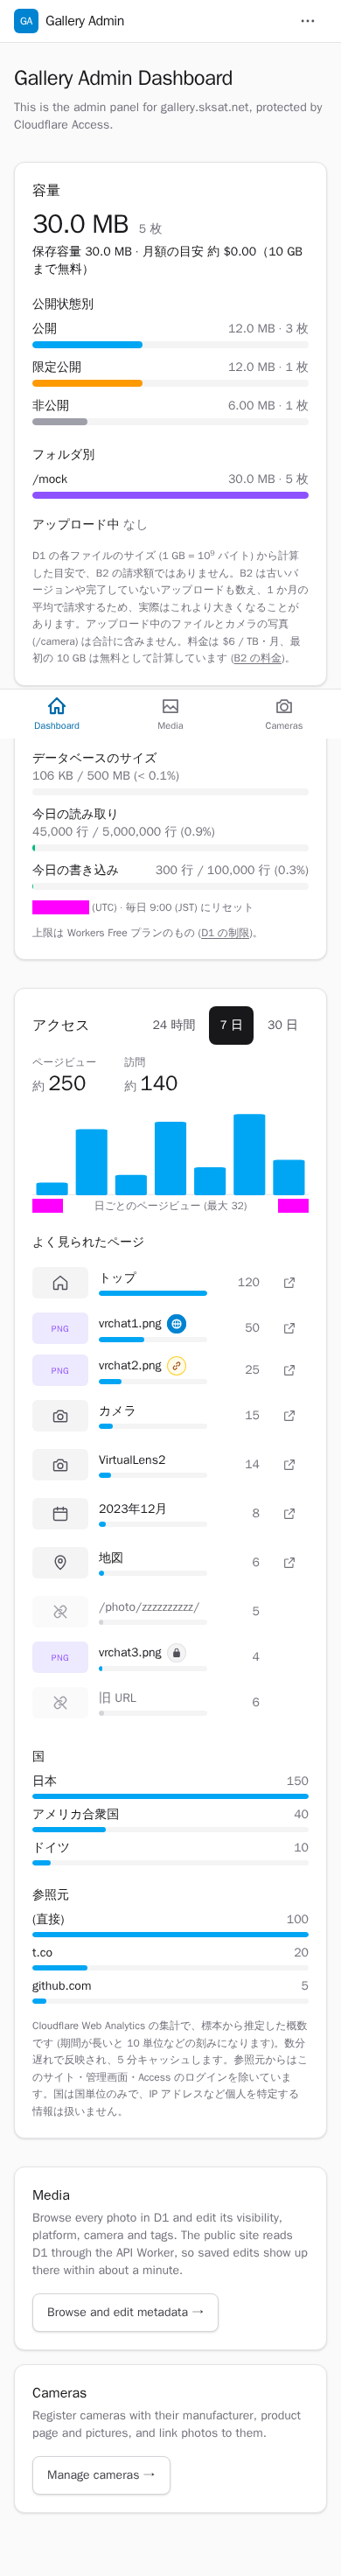 GA Gallery Admin
Gallery Admin Dashboard
This is the admin panel for gallery.sksat.net, protected by
Cloudflare Access.
容量
30.0 MB 5 枚
保存容量 30.0 MB · 月額の目安 約 $0.00（10 GB
まで無料）
公開状態別
公開 12.0 MB · 3 枚
限定公開 12.0 MB · 1 枚
非公開 6.00 MB · 1 枚
フォルダ別
/mock 30.0 MB · 5 枚
アップロード中 なし
D1 の各ファイルのサイズ (1 GB = 10⁹ バイト) から計算
した目安で、B2 の請求額ではありません。B2 は古いバ
ージョンや完了していないアップロードも数え、1 か月の
平均で請求するため、実際はこれより大きくなることが
あります。アップロード中のファイルとカメラの写真
(/camera) は合計に含みません。料金は $6 / TB・月、最
初の 10 GB は無料として計算しています (B2 の料金)。
Dashboard Media Cameras
データベースのサイズ
106 KB / 500 MB (< 0.1%)
今日の読み取り
45,000 行 / 5,000,000 行 (0.9%)
今日の書き込み 300 行 / 100,000 行 (0.3%)
(UTC) · 毎日 9:00 (JST) にリセット
上限は Workers Free プランのもの (D1 の制限)。
アクセス 24 時間 7 日 30 日
ページビュー 訪問
約 250 約 140
日ごとのページビュー (最大 32)
よく見られたページ
トップ 120
PNG vrchat1.png 50
PNG vrchat2.png 25
カメラ 15
VirtualLens2 14
2023年12月 8
地図 6
/photo/zzzzzzzzzz/ 5
PNG vrchat3.png 4
旧 URL 6
国
日本 150
アメリカ合衆国 40
ドイツ 10
参照元
(直接) 100
t.co 20
github.com 5
Cloudflare Web Analytics の集計で、標本から推定した概数
です (期間が長いと 10 単位などの刻みになります)。数分
遅れで反映され、5 分キャッシュします。参照元からはこ
のサイト・管理画面・Access のログインを除いていま
す。国は国単位のみで、IP アドレスなど個人を特定する
情報は扱いません。
Media
Browse every photo in D1 and edit its visibility,
platform, camera and tags. The public site reads
D1 through the API Worker, so saved edits show up
there within about a minute.
Browse and edit metadata →
Cameras
Register cameras with their manufacturer, product
page and pictures, and link photos to them.
Manage cameras →